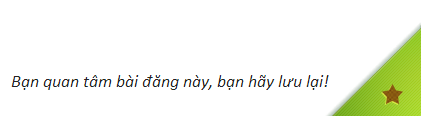 Bạn quan tâm bài đăng này, bạn hãy lưu lại!